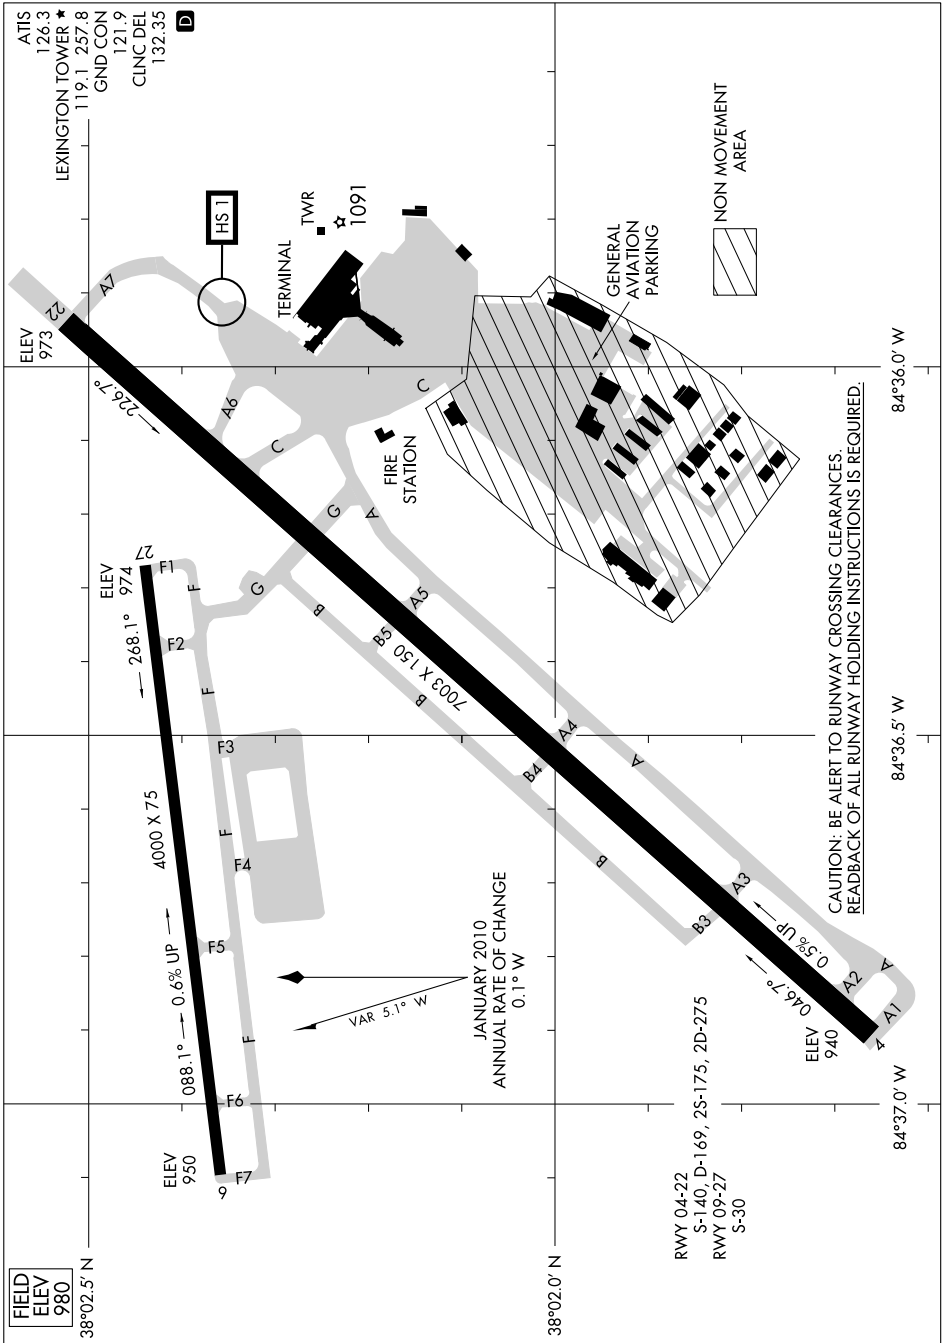 ATIS
126.3
LEXINGTON TOWER ★
119.1 257.8
GND CON
121.9
CLNC DEL
132.35
D
FIELD
ELEV
980
38°02.5' N
38°02.0' N
84°36.0' W
84°36.5' W
84°37.0' W
HS 1
TWR
1091
TERMINAL
NON MOVEMENT
AREA
GENERAL
AVIATION
PARKING
FIRE
STATION
ELEV
973
22
226.7°
A7
A6
C
C
G
G
A
A5
B
B5
7003 X 150
B
A4
B4
A
B
A3
B3
0.5% UP
046.7°
A2
A
A1
4
ELEV
940
ELEV
974
27
268.1°
F1
F
F2
F
F3
4000 X 75
F
F4
F5
0.6% UP
088.1°
F
F6
F7
9
ELEV
950
VAR 5.1° W
JANUARY 2010
ANNUAL RATE OF CHANGE
0.1° W
RWY 04-22
S-140, D-169, 2S-175, 2D-275
RWY 09-27
S-30
CAUTION: BE ALERT TO RUNWAY CROSSING CLEARANCES.
READBACK OF ALL RUNWAY HOLDING INSTRUCTIONS IS REQUIRED.